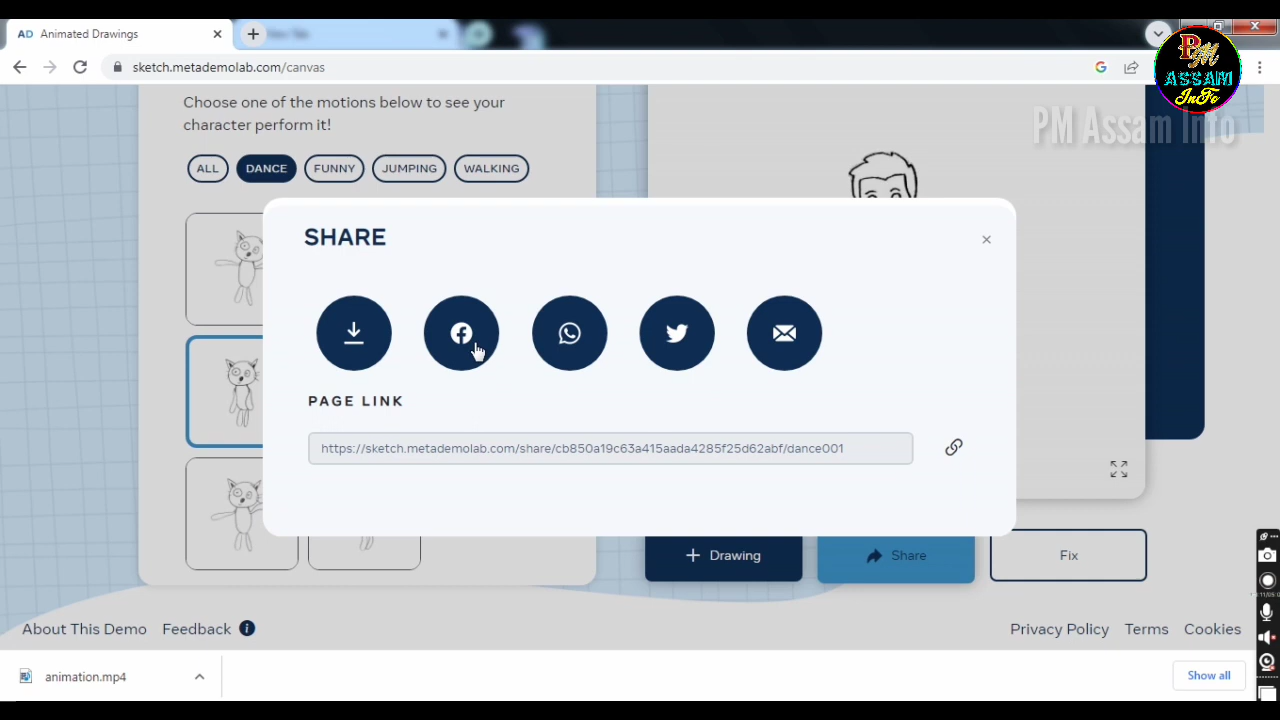 AD Animated Drawings
sketch.metademolab.com/canvas
PM
ASSAM
InFo
PM Assam Info
Choose one of the motions below to see your
character perform it!
ALL DANCE FUNNY JUMPING WALKING
SHARE
PAGE LINK
https://sketch.metademolab.com/share/cb850a19c63a415aada4285f25d62abf/dance001
Drawing Share Fix
About This Demo Feedback Privacy Policy Terms Cookies
animation.mp4 Show all